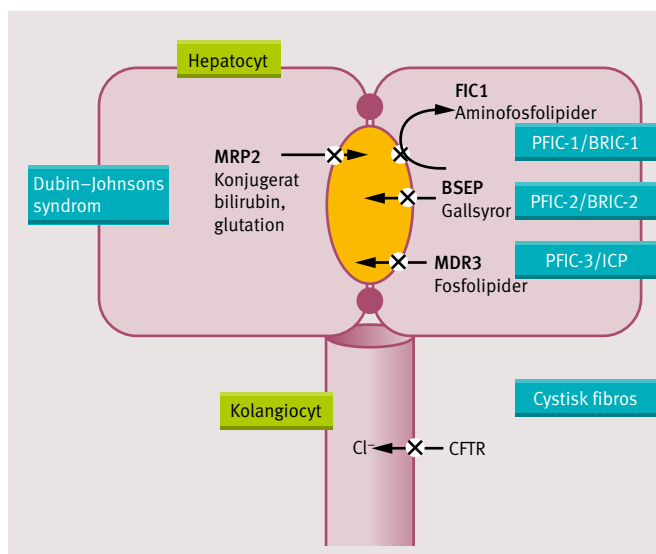 Hepatocyt
FIC1
Aminofosfolipider
PFIC-1/BRIC-1
MRP2
Konjugerat
bilirubin,
glutation
Dubin–Johnsons
syndrom
BSEP
Gallsyror
PFIC-2/BRIC-2
MDR3
Fosfolipider
PFIC-3/ICP
Kolangiocyt
Cystisk fibros
Cl⁻
CFTR